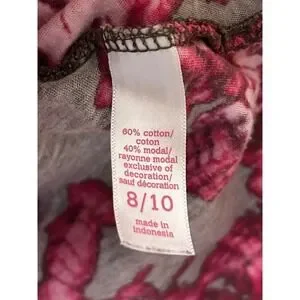 60% cotton/
coton
40% modal/
rayonne modal
exclusive of
decoration/
sauf décoration
8/10
made in
indonesia